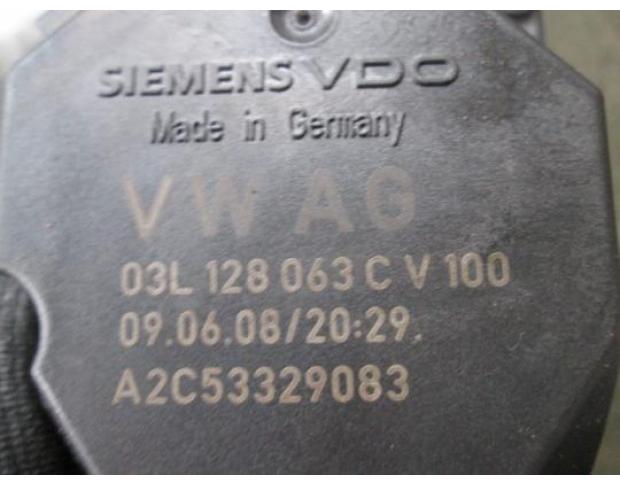 SIEMENS VDO
Made in Germany
VW AG
03L 128 063 C V 100
09.06.08/20:29.
A2C53329083